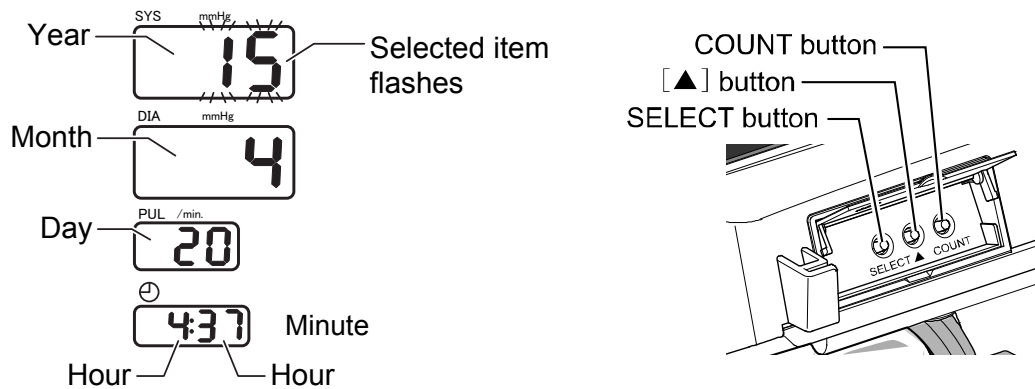 SYS mmHg
Year
15
Selected item
flashes
DIA mmHg
Month
4
PUL /min.
Day
20
4:37
Minute
Hour
Hour
COUNT button
[▲] button
SELECT button
SELECT ▲ COUNT